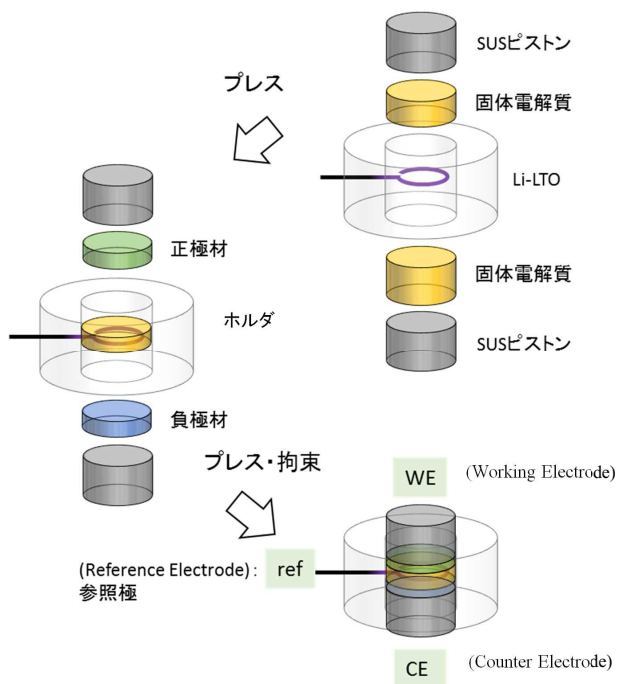 SUSピストン
プレス
固体電解質
Li-LTO
固体電解質
SUSピストン
正極材
ホルダ
負極材
プレス・拘束
WE (Working Electrode)
(Reference Electrode) : ref
参照極
CE (Counter Electrode)